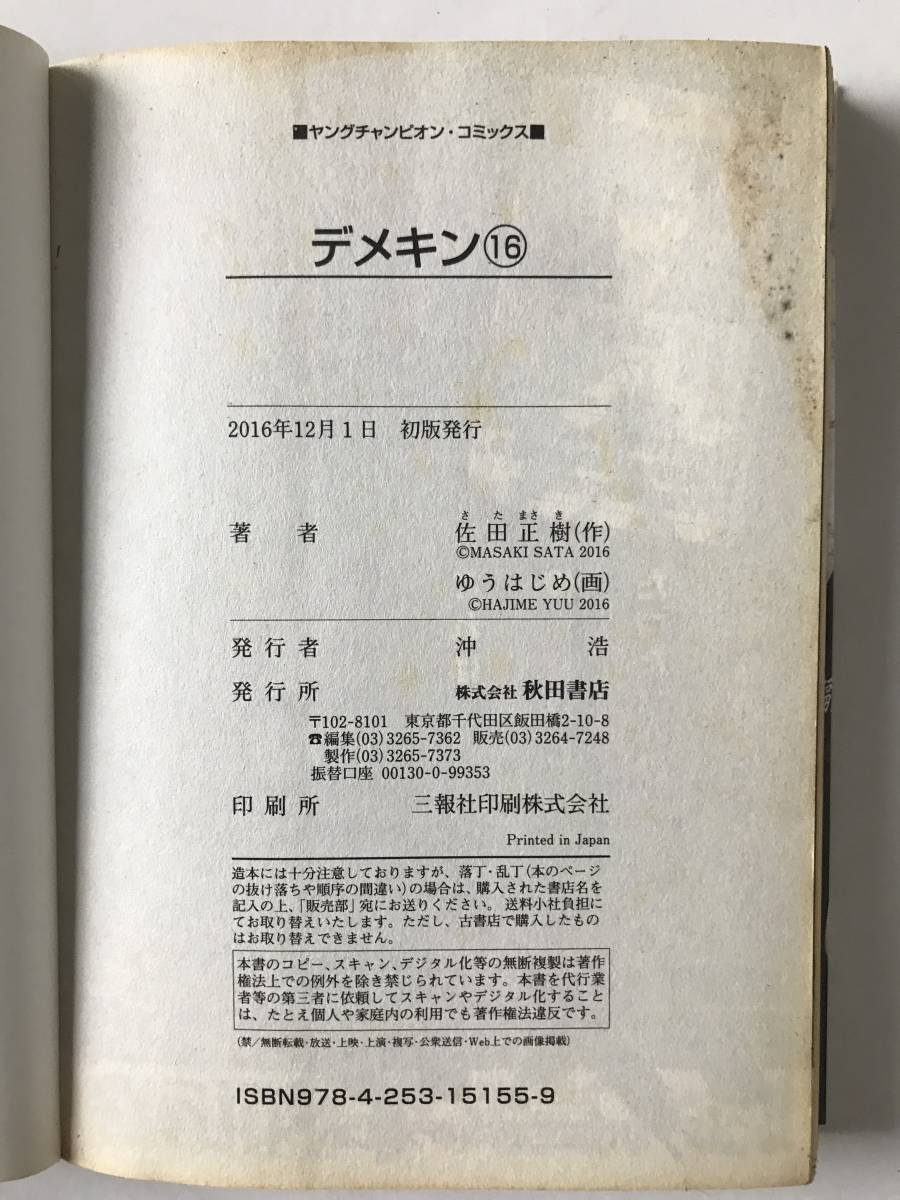 ■ヤングチャンピオン・コミックス■
デメキン⑯
2016年12月1日 初版発行
さ た まさ き
著者 佐田正樹(作)
©MASAKI SATA 2016
ゆうはじめ(画)
©HAJIME YUU 2016
発行者 沖浩
発行所 株式会社 秋田書店
〒102-8101 東京都千代田区飯田橋2-10-8
☎編集(03)3265-7362 販売(03)3264-7248
製作(03)3265-7373
振替口座 00130-0-99353
印刷所 三報社印刷株式会社
Printed in Japan
造本には十分注意しておりますが、落丁・乱丁(本のページ
の抜け落ちや順序の間違い)の場合は、購入された書店名を
記入の上、「販売部」宛にお送りください。送料小社負担に
てお取り替えいたします。ただし、古書店で購入したもの
はお取り替えできません。
本書のコピー、スキャン、デジタル化等の無断複製は著作
権法上での例外を除き禁じられています。本書を代行業
者等の第三者に依頼してスキャンやデジタル化すること
は、たとえ個人や家庭内の利用でも著作権法違反です。
(禁/無断転載・放送・上映・上演・複写・公衆送信・Web上での画像掲載)
ISBN978-4-253-15155-9